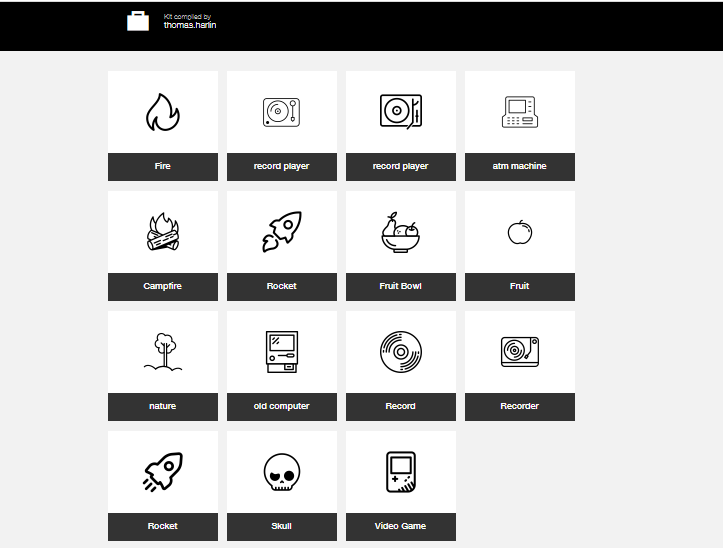 Kit compiled by
thomas.harlin
Fire
record player
record player
atm machine
Campfire
Rocket
Fruit Bowl
Fruit
nature
old computer
Record
Recorder
Rocket
Skull
Video Game